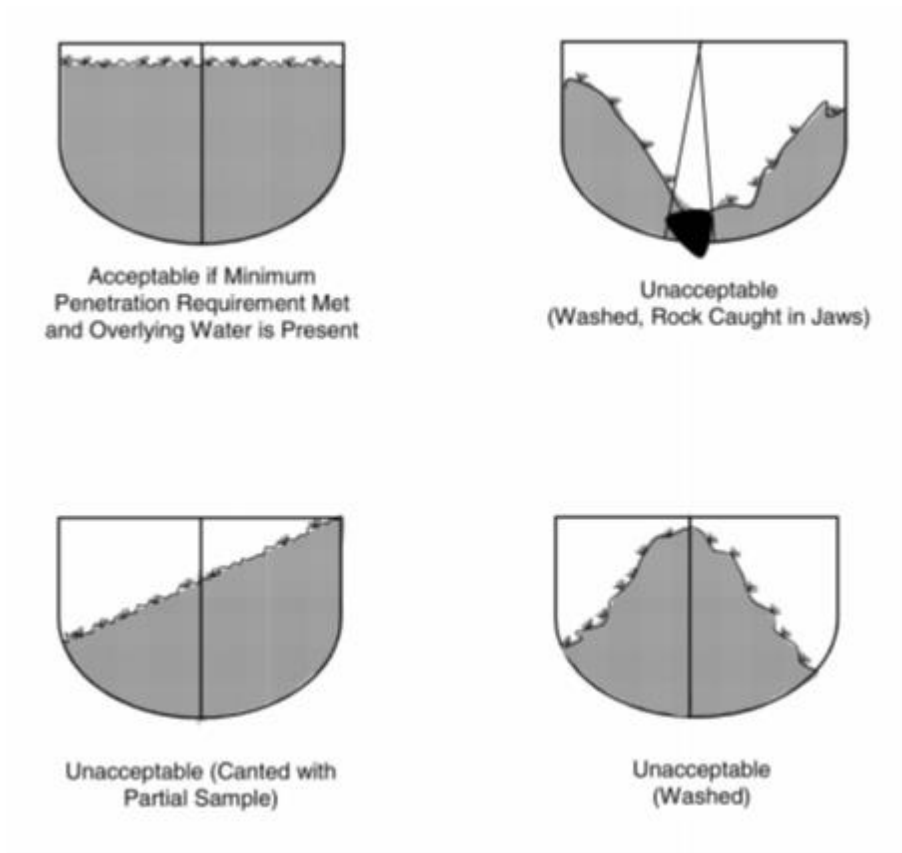 Acceptable if Minimum
Penetration Requirement Met
and Overlying Water is Present
Unacceptable
(Washed, Rock Caught in Jaws)
Unacceptable (Canted with
Partial Sample)
Unacceptable
(Washed)